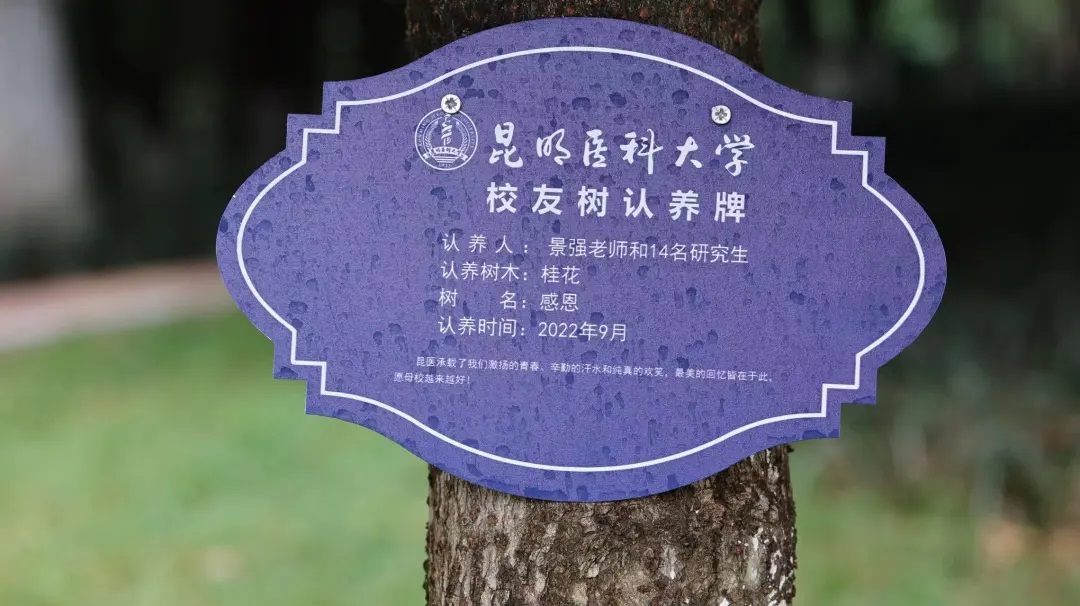 昆明医科大学
校友树认养牌
认养人： 景强老师和14名研究生
认养树木：桂花
树 名：感恩
认养时间：2022年9月
昆医承载了我们激扬的青春、辛勤的汗水和纯真的欢笑，最美的回忆皆在于此，
愿母校越来越好！